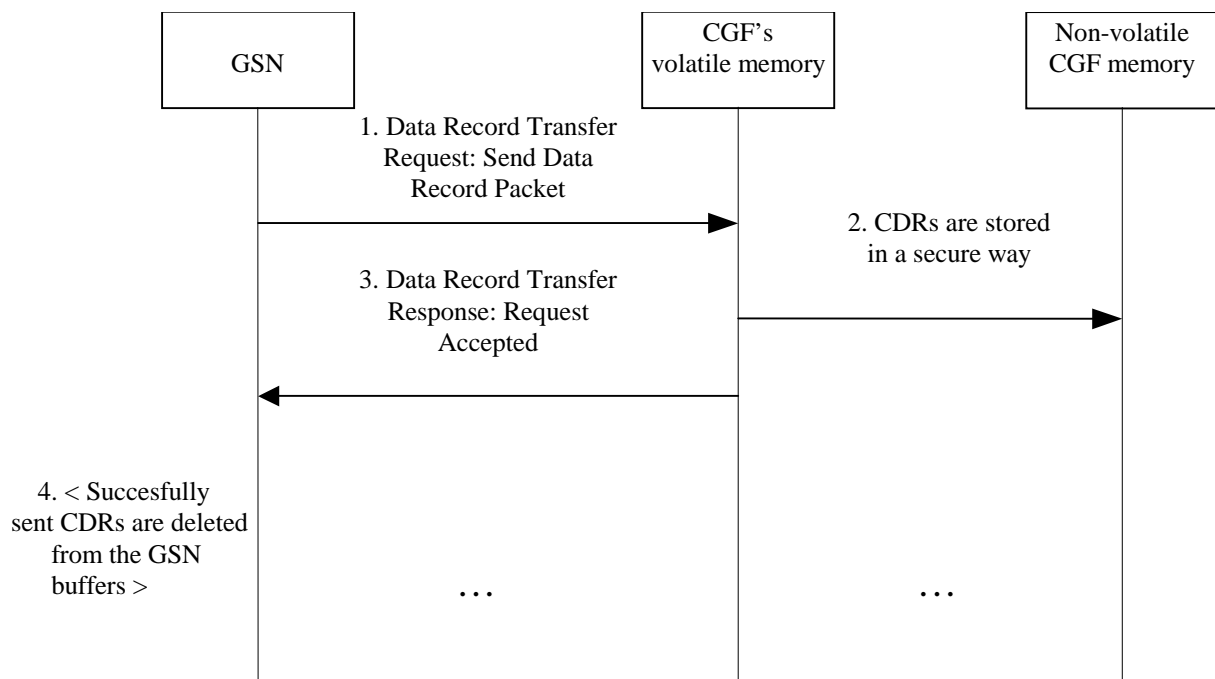 GSN
CGF’s
volatile memory
Non-volatile
CGF memory
1. Data Record Transfer
Request: Send Data
Record Packet
2. CDRs are stored
in a secure way
3. Data Record Transfer
Response: Request
Accepted
4. < Succesfully
sent CDRs are deleted
from the GSN
buffers >
...
...